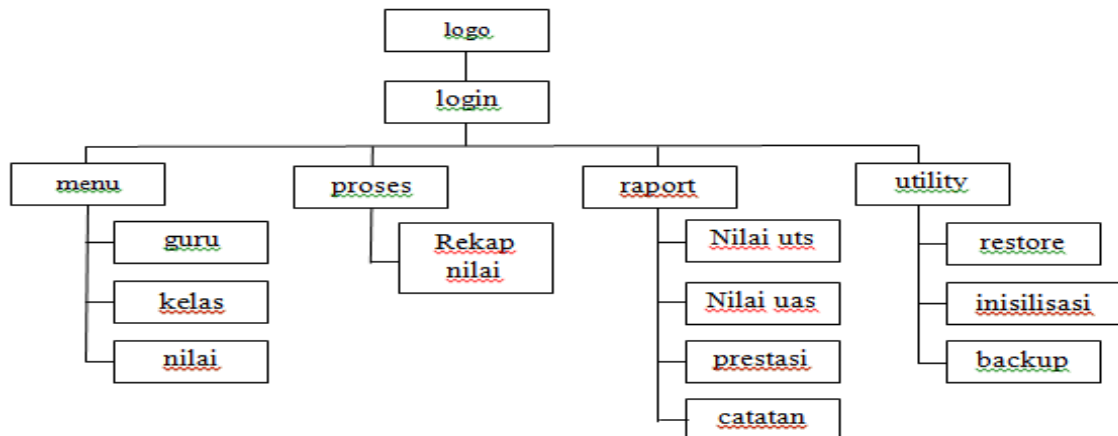 logo
login
menu
proses
raport
utility
guru
kelas
nilai
Rekap
nilai
Nilai uts
Nilai uas
prestasi
catatan
restore
inisilisasi
backup